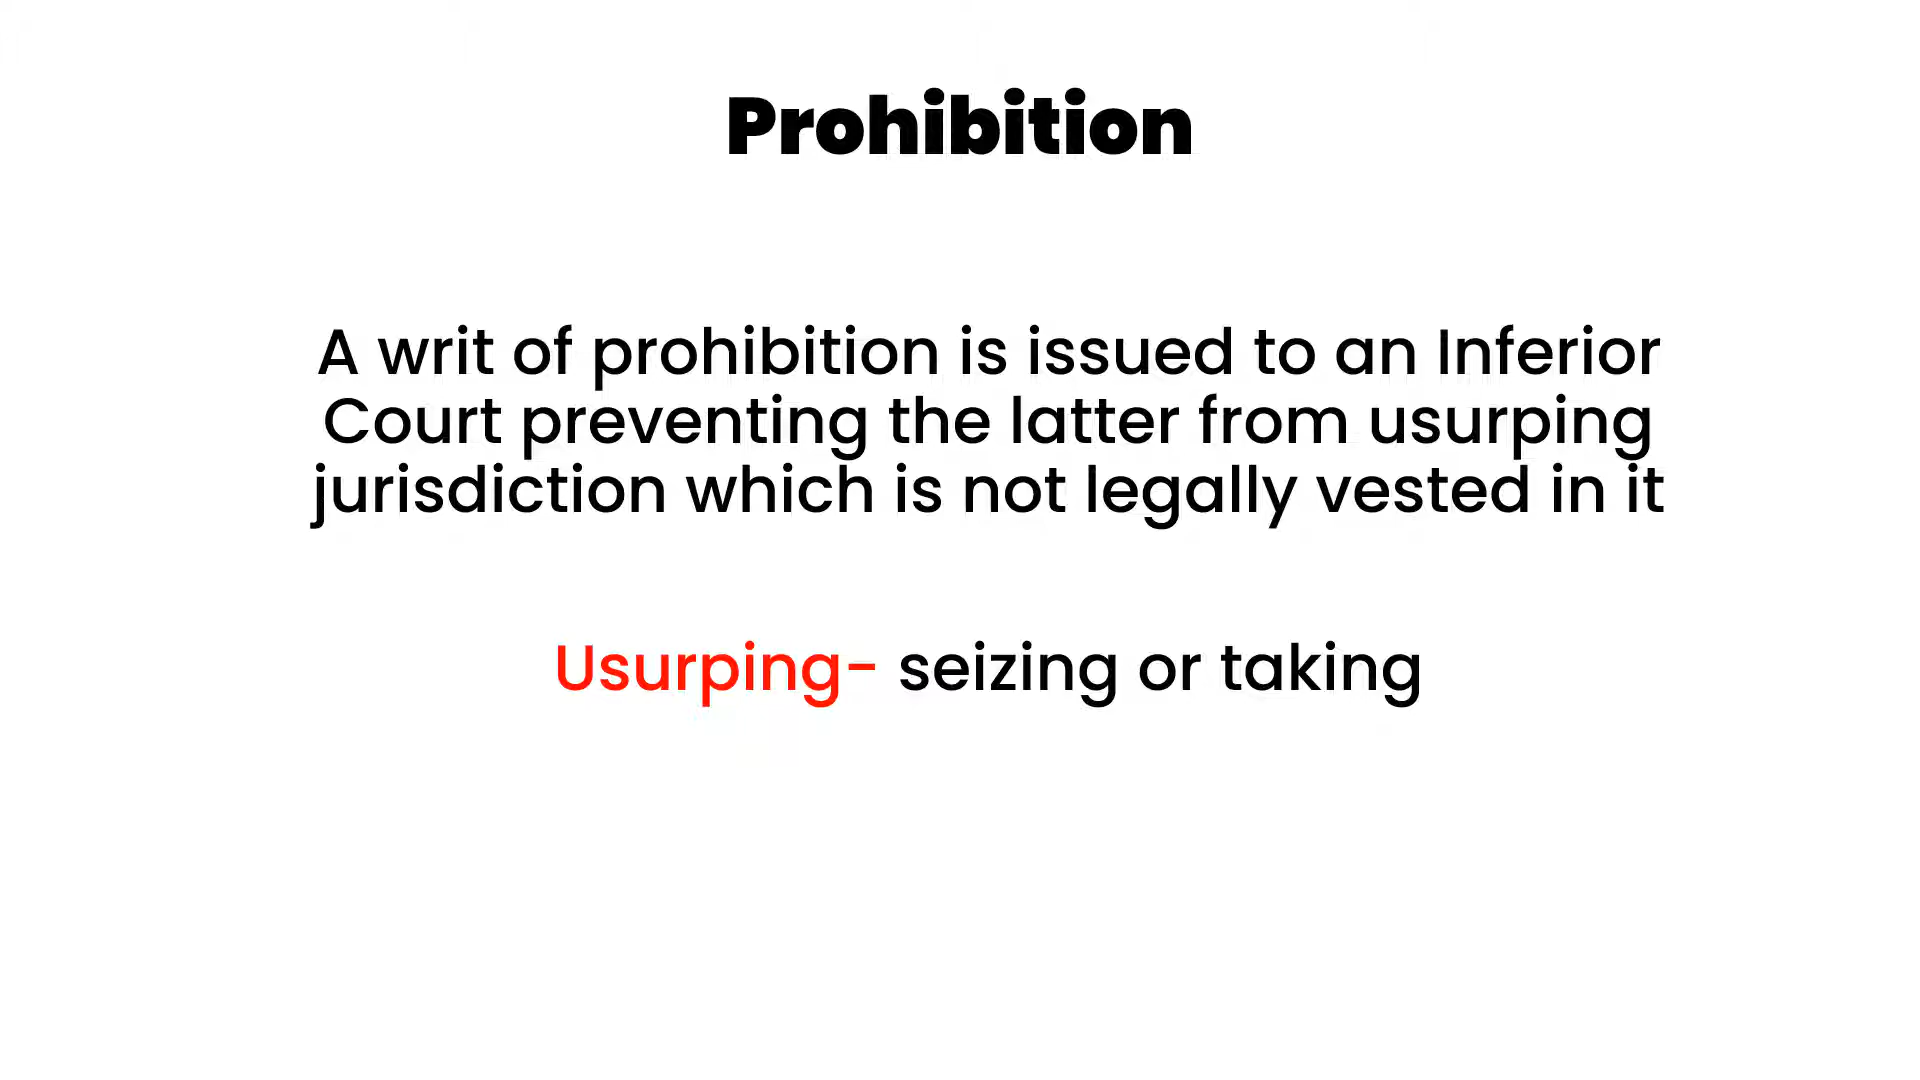 Prohibition
A writ of prohibition is issued to an Inferior
Court preventing the latter from usurping
jurisdiction which is not legally vested in it
Usurping- seizing or taking